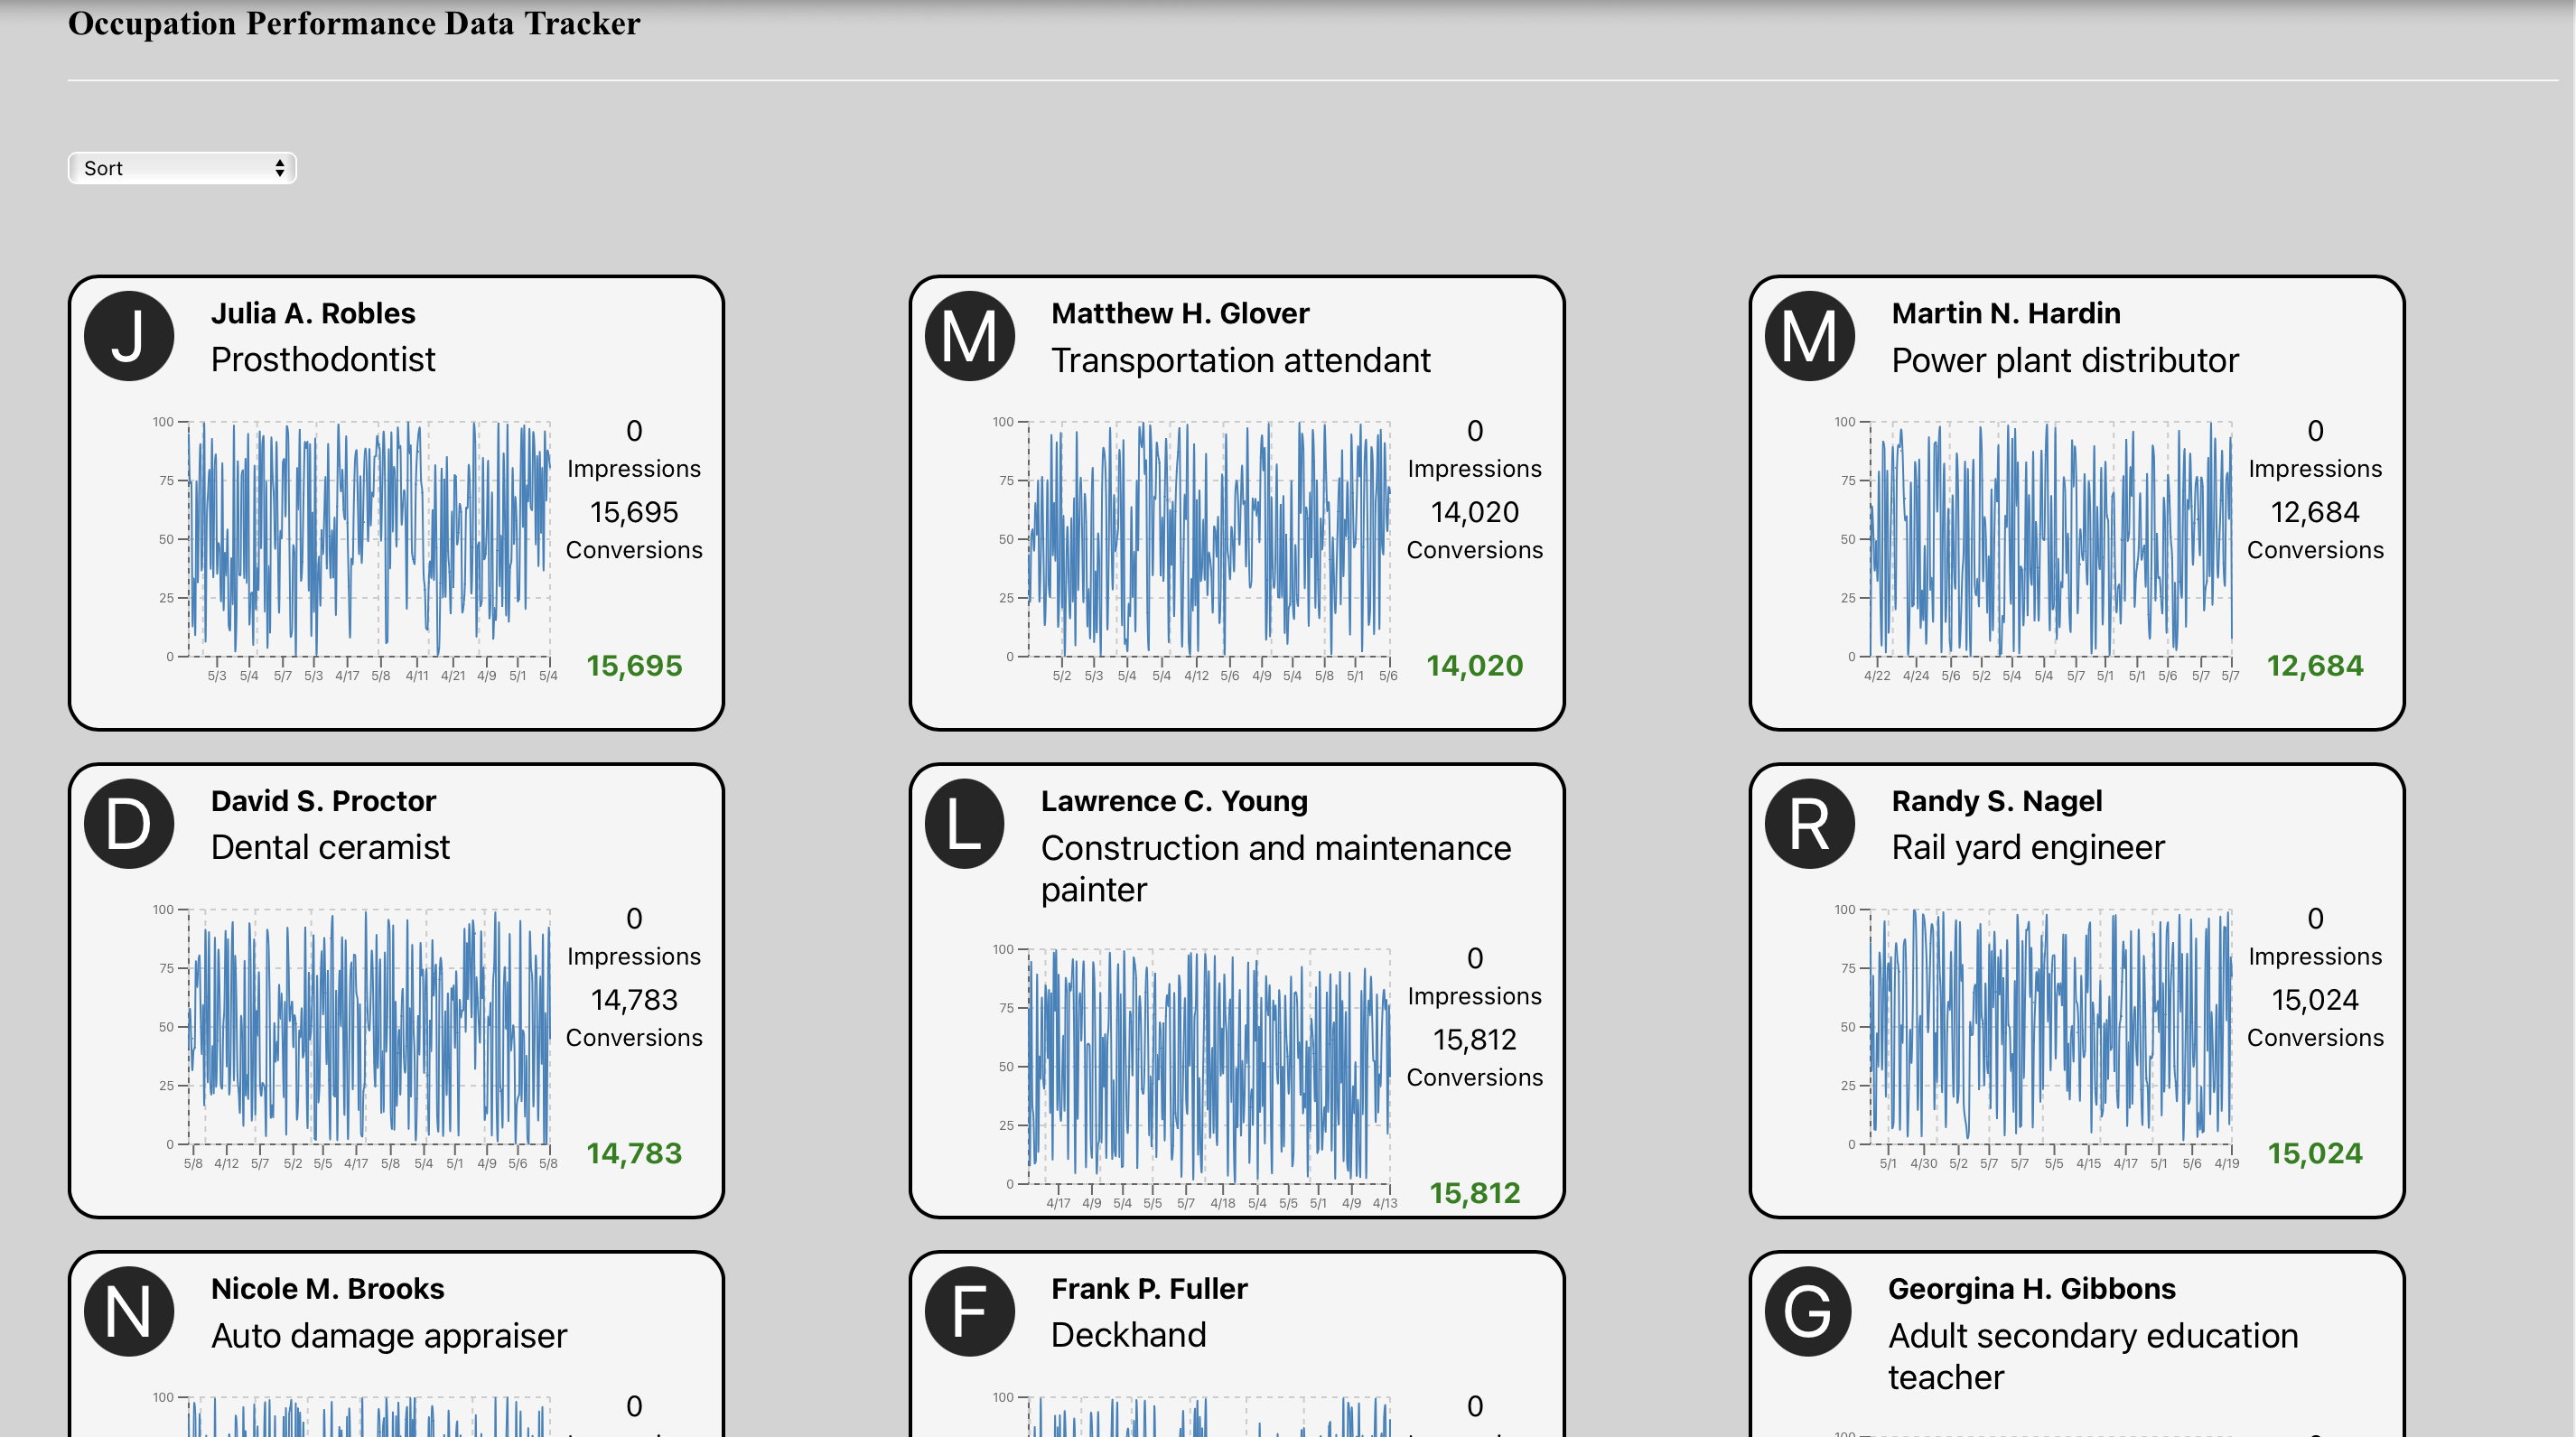 Occupation Performance Data Tracker
Sort
J
Julia A. Robles
Prosthodontist
100
75
50
25
0
5/3 5/4 5/7 5/3 4/17 5/8 4/11 4/21 4/9 5/1 5/4
0
Impressions
15,695
Conversions
15,695
M
Matthew H. Glover
Transportation attendant
100
75
50
25
0
5/2 5/3 5/4 5/4 4/12 5/6 4/9 5/4 5/8 5/1 5/6
0
Impressions
14,020
Conversions
14,020
M
Martin N. Hardin
Power plant distributor
100
75
50
25
0
4/22 4/24 5/6 5/2 5/4 5/4 5/7 5/1 5/1 5/6 5/7 5/7
0
Impressions
12,684
Conversions
12,684
D
David S. Proctor
Dental ceramist
100
75
50
25
0
5/8 4/12 5/7 5/2 5/5 4/17 5/8 5/4 5/1 4/9 5/6 5/8
0
Impressions
14,783
Conversions
14,783
L
Lawrence C. Young
Construction and maintenance
painter
100
75
50
25
0
4/17 4/9 5/4 5/5 5/7 4/18 5/4 5/5 5/1 4/9 4/13
0
Impressions
15,812
Conversions
15,812
R
Randy S. Nagel
Rail yard engineer
100
75
50
25
0
5/1 4/30 5/2 5/7 5/7 5/5 4/15 4/17 5/1 5/6 4/19
0
Impressions
15,024
Conversions
15,024
N
Nicole M. Brooks
Auto damage appraiser
100
0
F
Frank P. Fuller
Deckhand
100
0
G
Georgina H. Gibbons
Adult secondary education
teacher